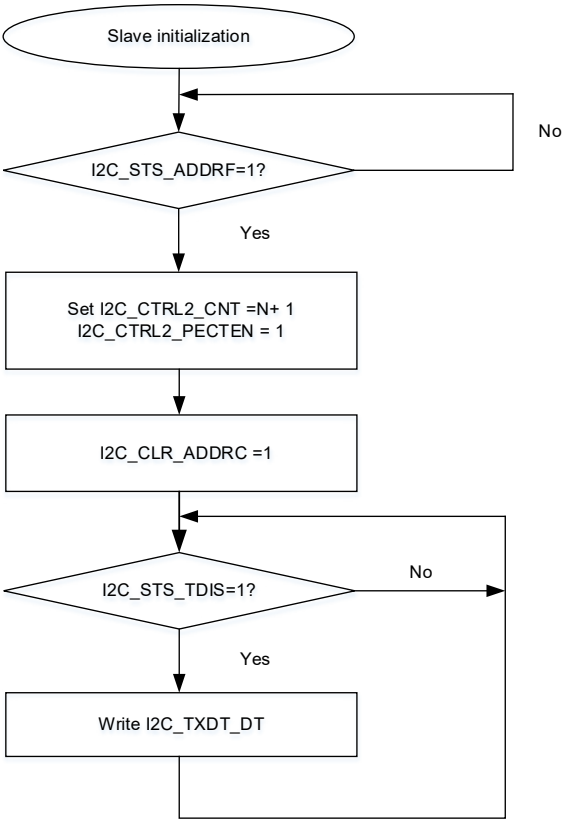 Slave initialization
No
I2C_STS_ADDRF=1?
Yes
Set I2C_CTRL2_CNT =N+ 1
I2C_CTRL2_PECTEN = 1
I2C_CLR_ADDRC =1
No
I2C_STS_TDIS=1?
Yes
Write I2C_TXDT_DT